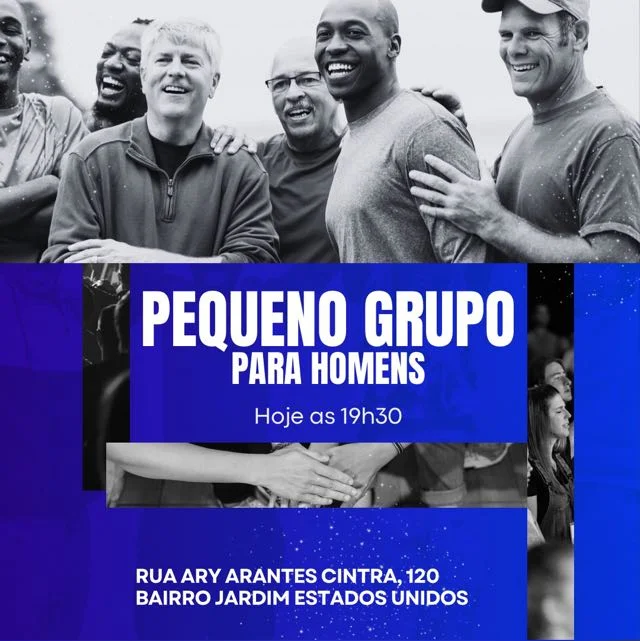 PEQUENO GRUPO
PARA HOMENS
Hoje as 19h30
RUA ARY ARANTES CINTRA, 120
BAIRRO JARDIM ESTADOS UNIDOS